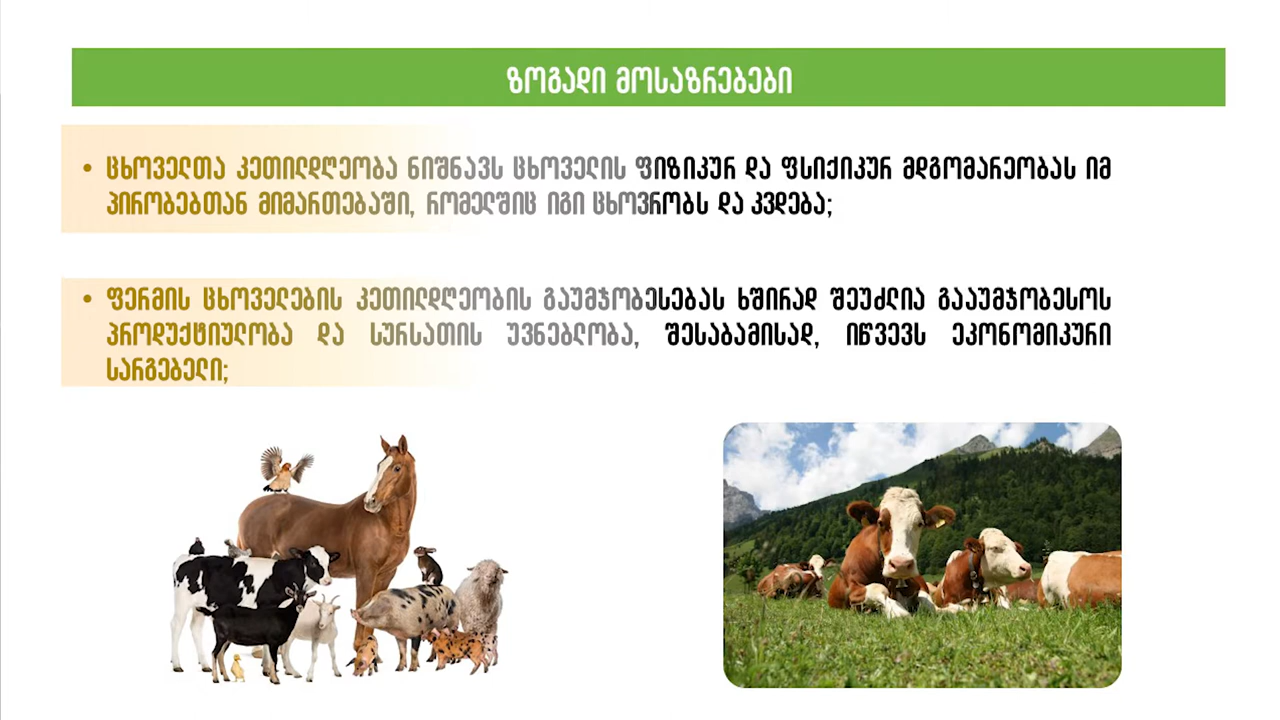 ზოგადი მოსაზრებები
• ცხოველთა კეთილდღეობა ნიშნავს ცხოველის ფიზიკურ და ფსიქიკურ მდგომარეობას იმ
პირობებთან მიმართებაში, რომელშიც იგი ცხოვრობს და კვდება;
• ფერმის ცხოველების კეთილდღეობის გაუმჯობესებას ხშირად შეუძლია გააუმჯობესოს
პროდუქტიულობა და სურსათის უვნებლობა, შესაბამისად, იწვევს ეკონომიკური
სარგებელი;